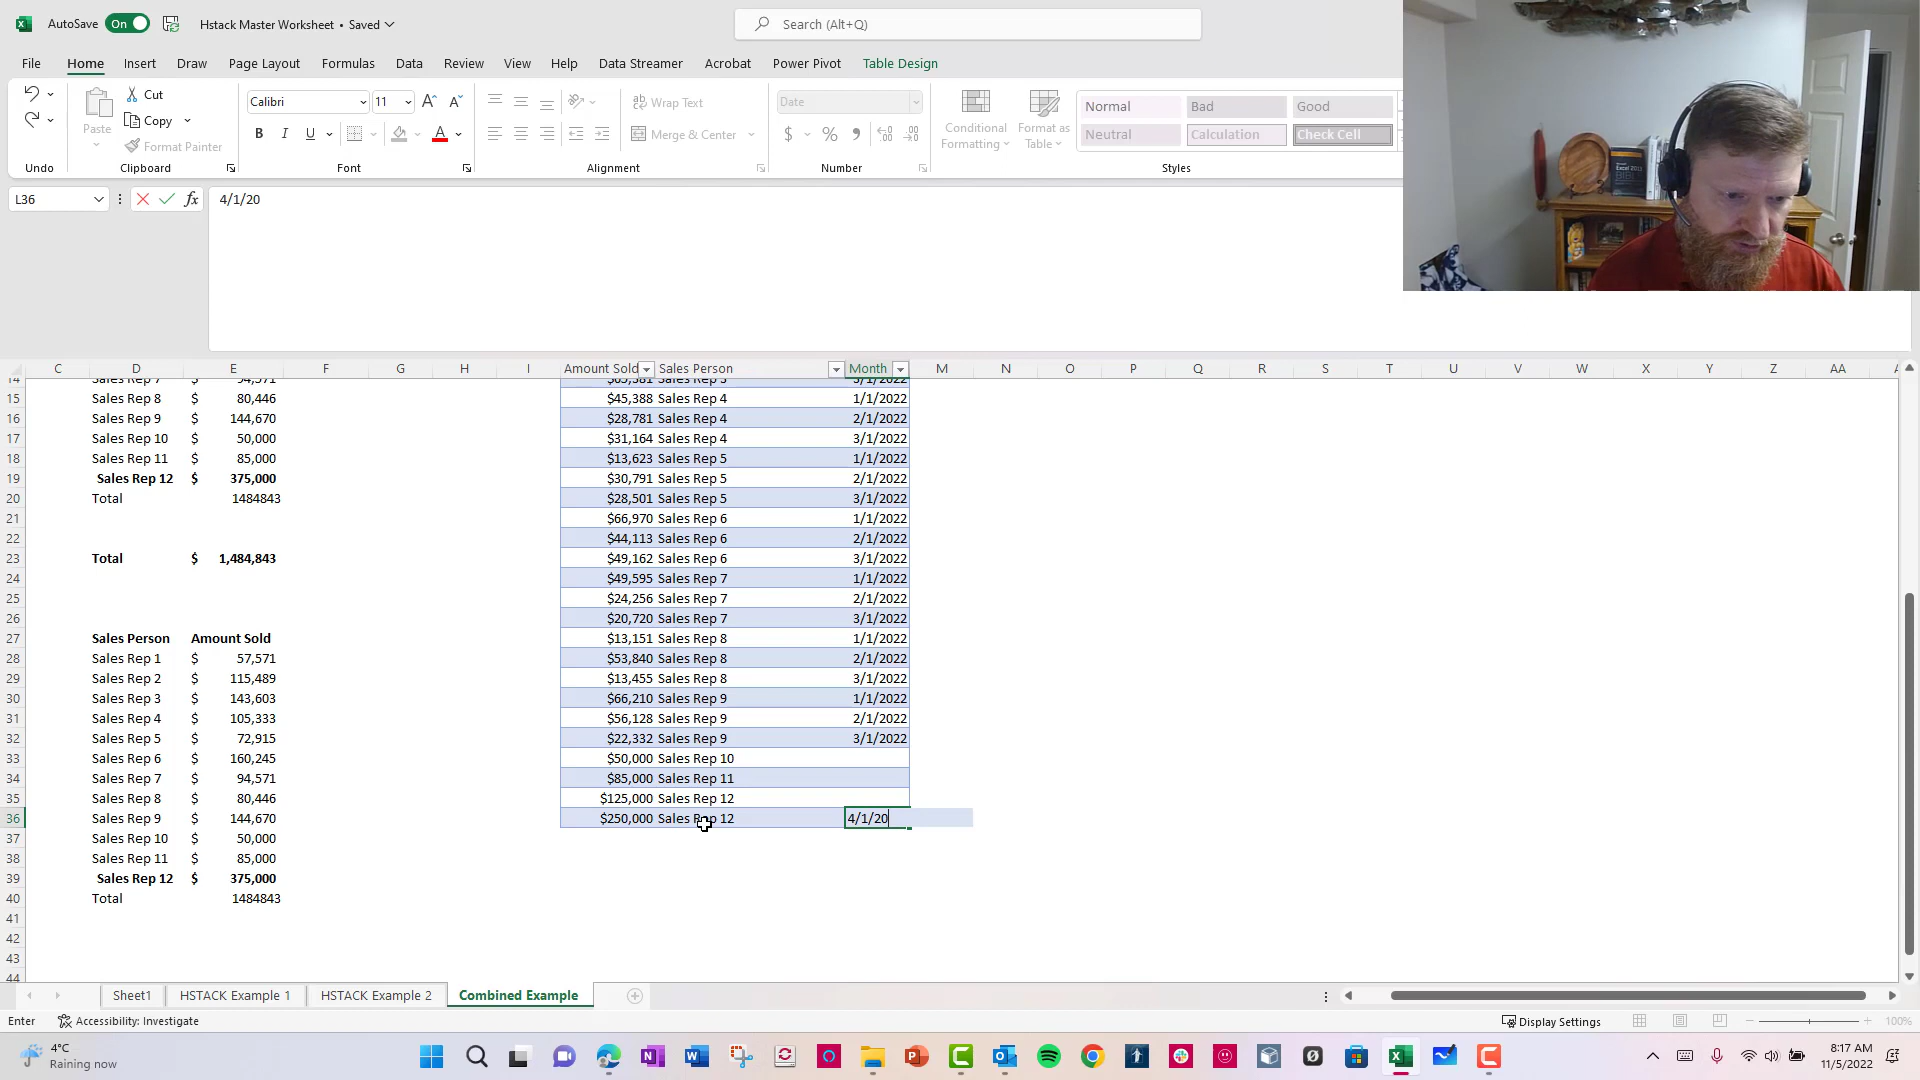 AutoSave On Hstack Master Worksheet • Saved Search (Alt+Q)
File Home Insert Draw Page Layout Formulas Data Review View Help Data Streamer Acrobat Power Pivot Table Design
Cut
Copy
Format Painter
Paste
Calibri 11
B I U A
Wrap Text
Merge & Center
Date
$ % 9
Conditional Formatting
Format as Table
Normal Bad Good
Neutral Calculation Check Cell
Undo Clipboard Font Alignment Number Styles
L36 fx 4/1/20
C D E F G H I Amount Sold Sales Person Month M N O P Q R S T U V W X Y Z AA
14 Sales Rep 7 94,571 $65,381 Sales Rep 3 3/1/2022
15 Sales Rep 8 $ 80,446 $45,388 Sales Rep 4 1/1/2022
16 Sales Rep 9 $ 144,670 $28,781 Sales Rep 4 2/1/2022
17 Sales Rep 10 $ 50,000 $31,164 Sales Rep 4 3/1/2022
18 Sales Rep 11 $ 85,000 $13,623 Sales Rep 5 1/1/2022
19 Sales Rep 12 $ 375,000 $30,791 Sales Rep 5 2/1/2022
20 Total 1484843 $28,501 Sales Rep 5 3/1/2022
21 $66,970 Sales Rep 6 1/1/2022
22 $44,113 Sales Rep 6 2/1/2022
23 Total $ 1,484,843 $49,162 Sales Rep 6 3/1/2022
24 $49,595 Sales Rep 7 1/1/2022
25 $24,256 Sales Rep 7 2/1/2022
26 $20,720 Sales Rep 7 3/1/2022
27 Sales Person Amount Sold $13,151 Sales Rep 8 1/1/2022
28 Sales Rep 1 $ 57,571 $53,840 Sales Rep 8 2/1/2022
29 Sales Rep 2 $ 115,489 $13,455 Sales Rep 8 3/1/2022
30 Sales Rep 3 $ 143,603 $66,210 Sales Rep 9 1/1/2022
31 Sales Rep 4 $ 105,333 $56,128 Sales Rep 9 2/1/2022
32 Sales Rep 5 $ 72,915 $22,332 Sales Rep 9 3/1/2022
33 Sales Rep 6 $ 160,245 $50,000 Sales Rep 10
34 Sales Rep 7 $ 94,571 $85,000 Sales Rep 11
35 Sales Rep 8 $ 80,446 $125,000 Sales Rep 12
36 Sales Rep 9 $ 144,670 $250,000 Sales Rep 12 4/1/20
37 Sales Rep 10 $ 50,000
38 Sales Rep 11 $ 85,000
39 Sales Rep 12 $ 375,000
40 Total 1484843
41
42
43
44
Sheet1 HSTACK Example 1 HSTACK Example 2 Combined Example
Enter Accessibility: Investigate Display Settings 100%
4°C
Raining now
8:17 AM
11/5/2022